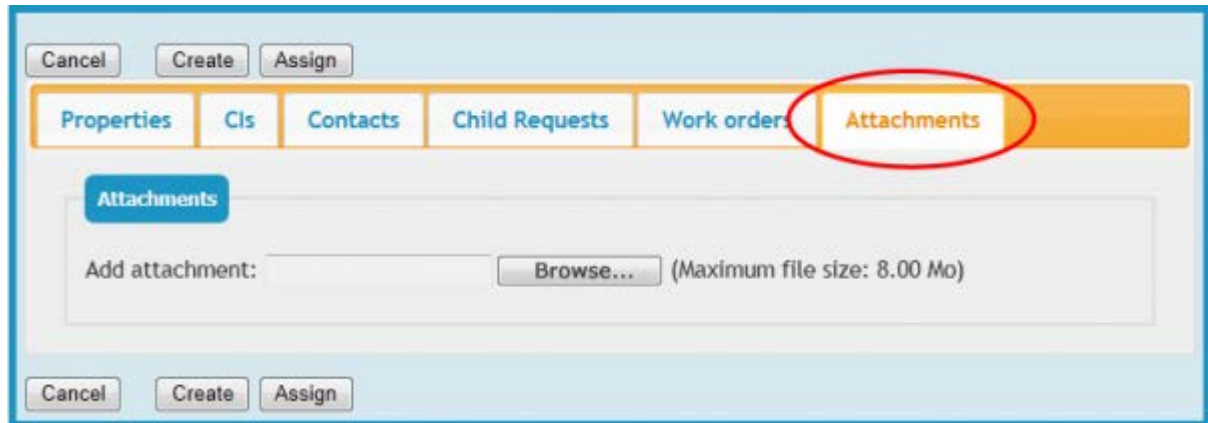 Cancel Create Assign
Properties CIs Contacts Child Requests Work orders Attachments
Attachments
Add attachment: Browse... (Maximum file size: 8.00 Mo)
Cancel Create Assign